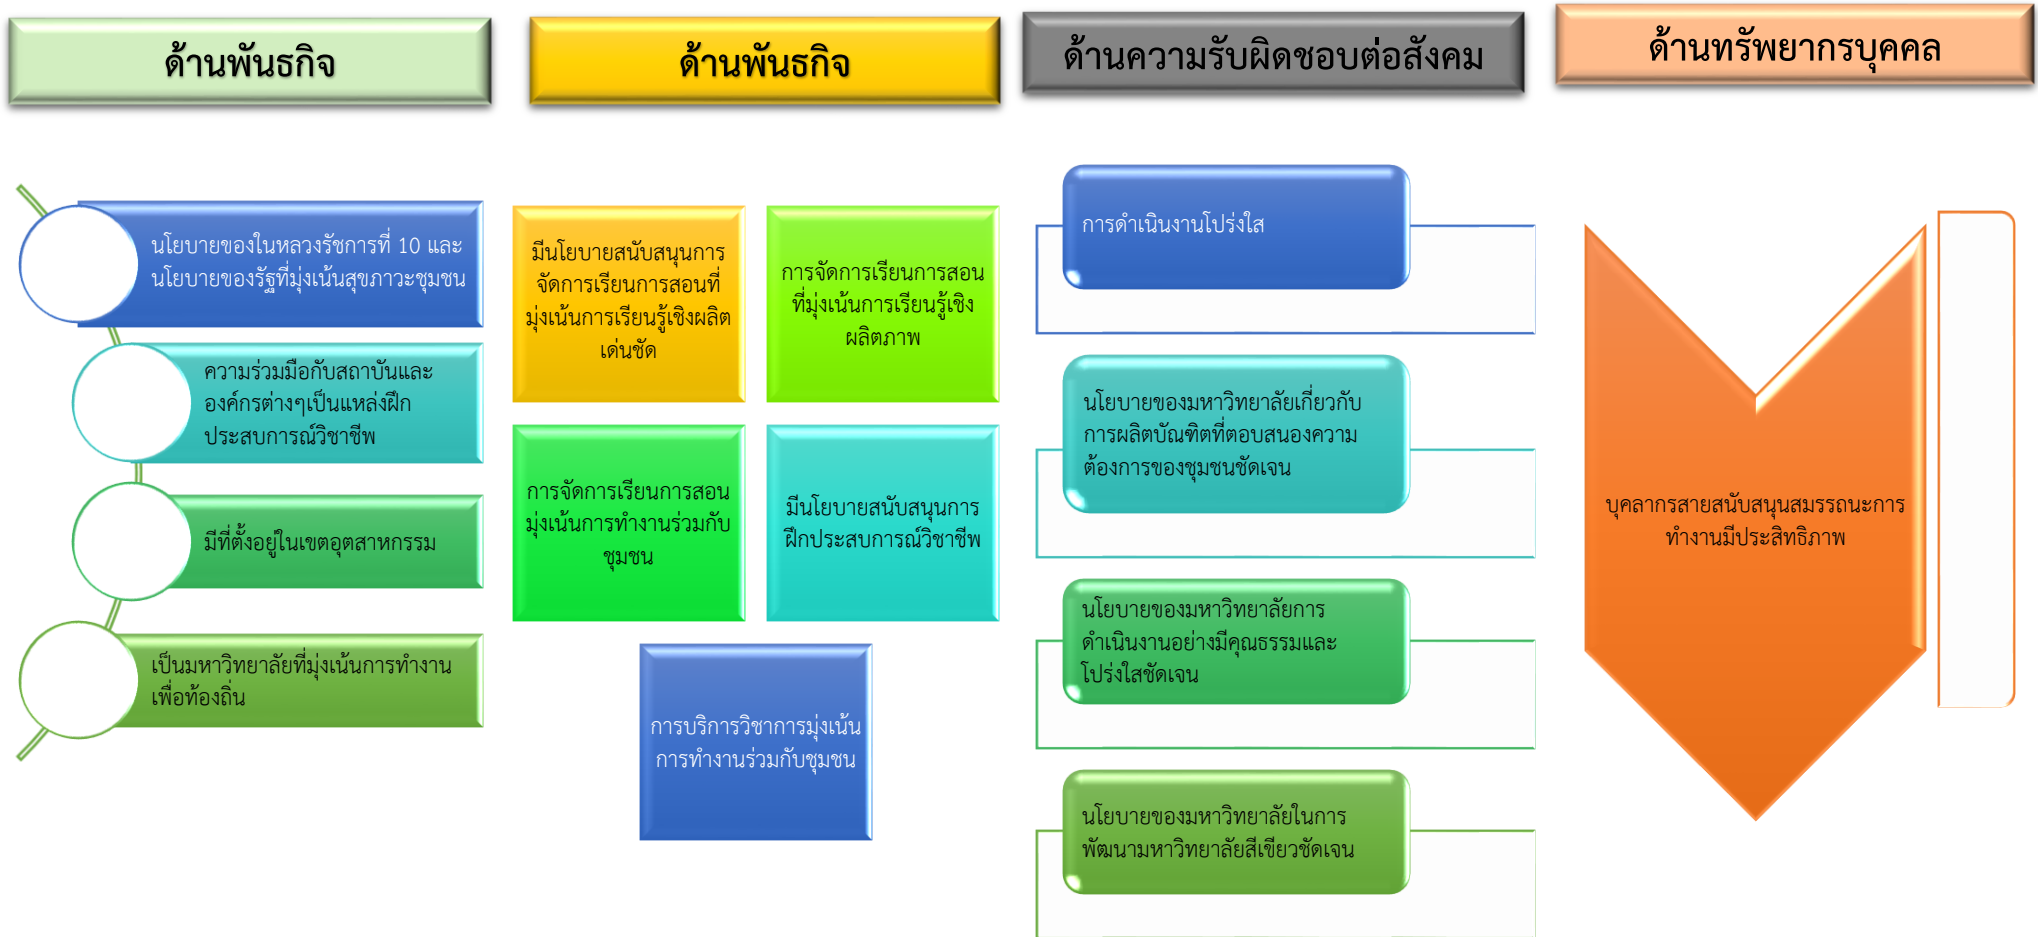 ด้านพันธกิจ
นโยบายของในหลวงรัชการที่ 10 และ
นโยบายของรัฐที่มุ่งเน้นสุขภาวะชุมชน
ความร่วมมือกับสถาบันและ
องค์กรต่างๆเป็นแหล่งฝึก
ประสบการณ์วิชาชีพ
มีที่ตั้งอยู่ในเขตอุตสาหกรรม
เป็นมหาวิทยาลัยที่มุ่งเน้นการทำงาน
เพื่อท้องถิ่น
ด้านพันธกิจ
มีนโยบายสนับสนุนการ
จัดการเรียนการสอนที่
มุ่งเน้นการเรียนรู้เชิงผลิต
เด่นชัด
การจัดการเรียนการสอน
ที่มุ่งเน้นการเรียนรู้เชิง
ผลิตภาพ
การจัดการเรียนการสอน
มุ่งเน้นการทำงานร่วมกับ
ชุมชน
มีนโยบายสนับสนุนการ
ฝึกประสบการณ์วิชาชีพ
การบริการวิชาการมุ่งเน้น
การทำงานร่วมกับชุมชน
ด้านความรับผิดชอบต่อสังคม
การดำเนินงานโปร่งใส
นโยบายของมหาวิทยาลัยเกี่ยวกับ
การผลิตบัณฑิตที่ตอบสนองความ
ต้องการของชุมชนชัดเจน
นโยบายของมหาวิทยาลัยการ
ดำเนินงานอย่างมีคุณธรรมและ
โปร่งใสชัดเจน
นโยบายของมหาวิทยาลัยในการ
พัฒนามหาวิทยาลัยสีเขียวชัดเจน
ด้านทรัพยากรบุคคล
บุคลากรสายสนับสนุนสมรรถนะการ
ทำงานมีประสิทธิภาพ